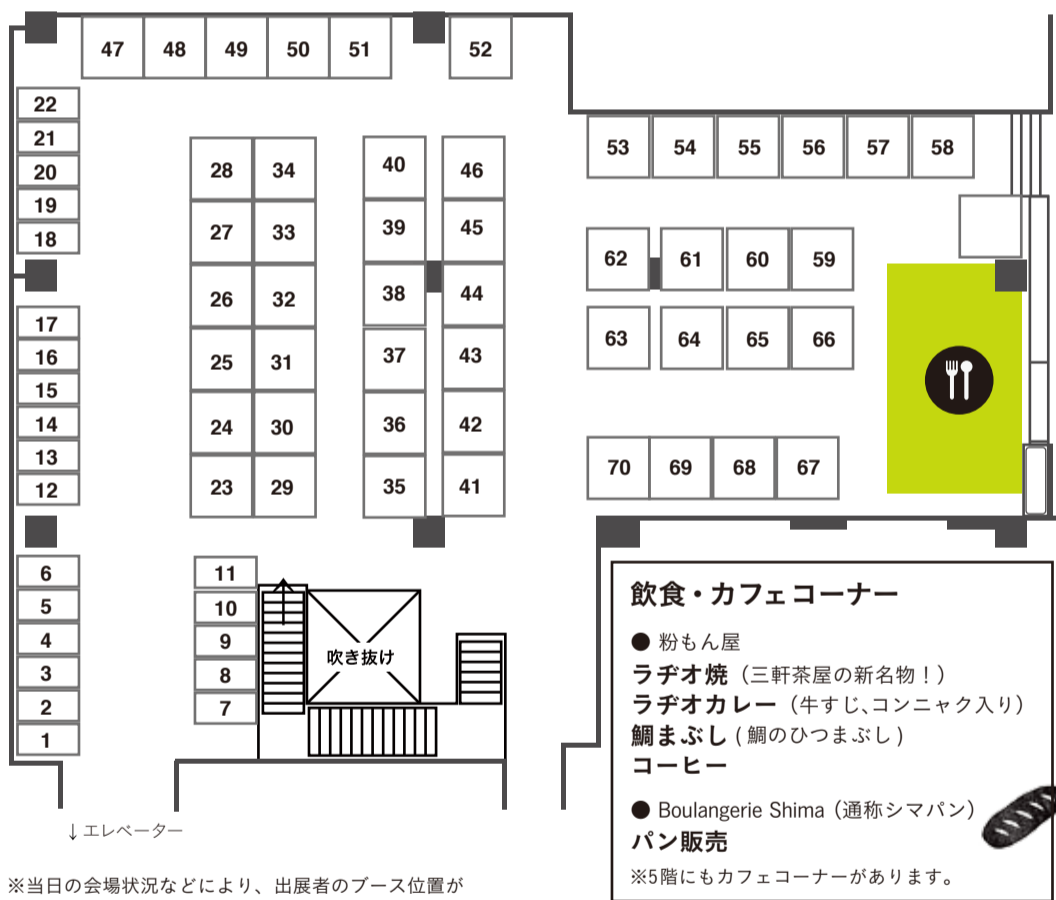 47 48 49 50 51 52
22
21
20
19
18
17
16
15
14
13
12
6
5
4
3
2
1
28 34
27 33
26 32
25 31
24 30
23 29
40 46
39 45
38 44
37 43
36 42
35 41
11
10
9
8
7
吹き抜け
53 54 55 56 57 58
62 61 60 59
63 64 65 66
70 69 68 67
↓エレベーター
※当日の会場状況などにより、出展者のブース位置が
飲食・カフェコーナー
● 粉もん屋
ラヂオ焼（三軒茶屋の新名物！）
ラヂオカレー（牛すじ、コンニャク入り）
鯛まぶし(鯛のひつまぶし)
コーヒー
● Boulangerie Shima（通称シマパン）
パン販売
※5階にもカフェコーナーがあります。